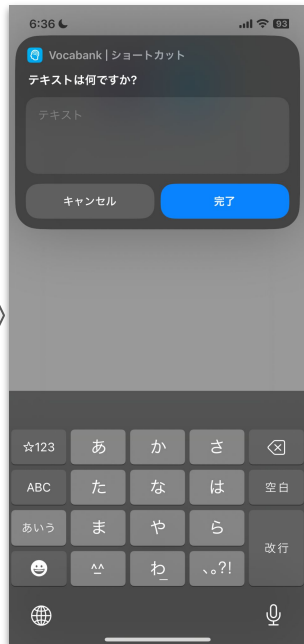 6:36
93
Vocabank | ショートカット
テキストは何ですか?
テキスト
キャンセル
完了
☆123
あ
か
さ
ABC
た
な
は
空白
あいう
ま
や
ら
改行
^_^
わ_
、。?!